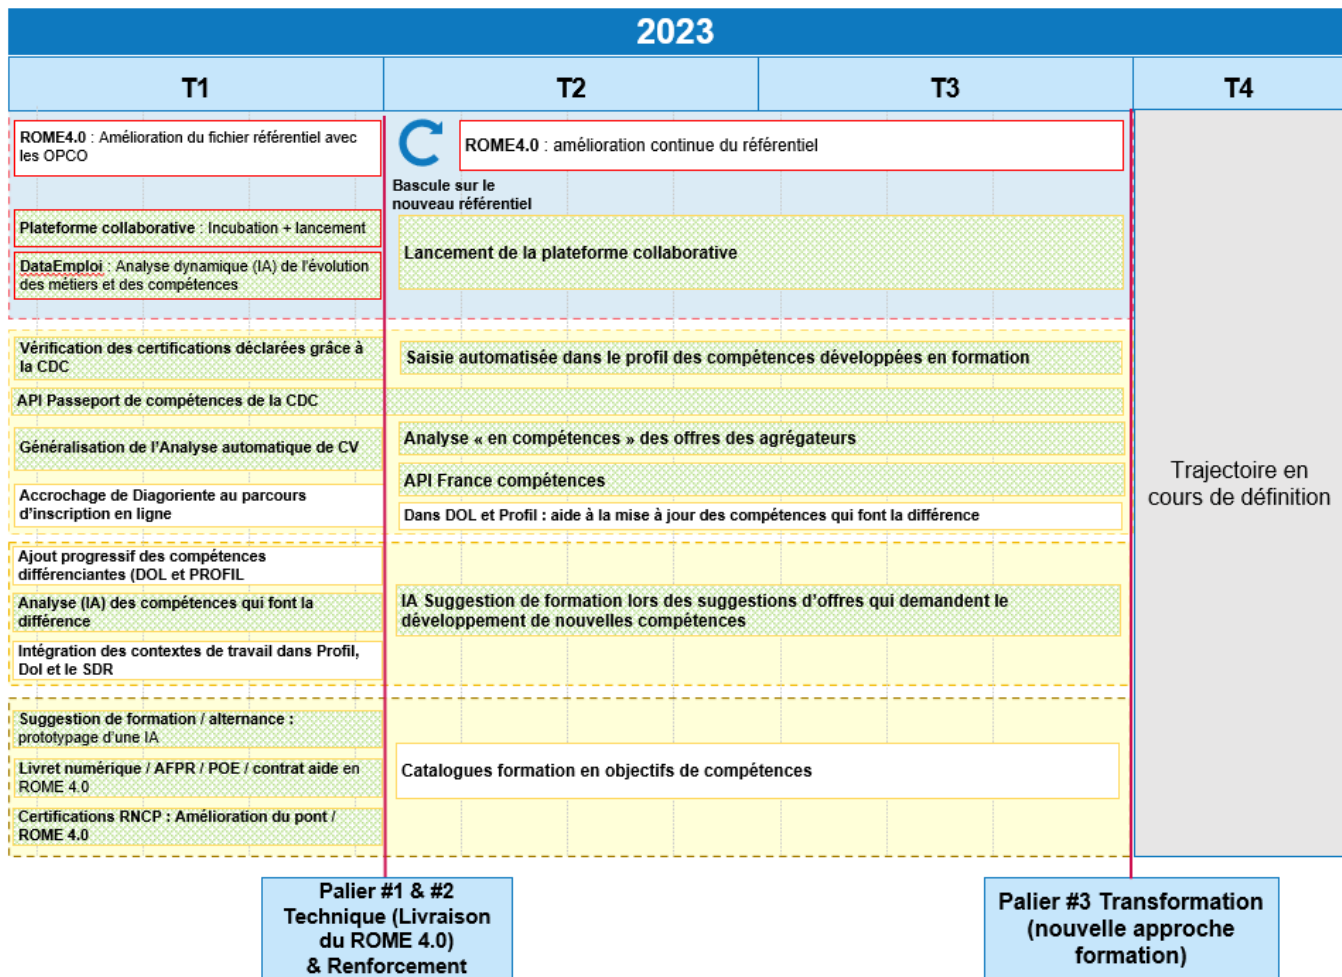 2023
T1
T2
T3
T4
ROME4.0 : Amélioration du fichier référentiel avec
les OPCO
ROME4.0 : amélioration continue du référentiel
Bascule sur le
nouveau référentiel
Plateforme collaborative : Incubation + lancement
Lancement de la plateforme collaborative
DataEmploi : Analyse dynamique (IA) de l'évolution
des métiers et des compétences
Vérification des certifications déclarées grâce à
la CDC
Saisie automatisée dans le profil des compétences développées en formation
API Passeport de compétences de la CDC
Généralisation de l'Analyse automatique de CV
Analyse « en compétences » des offres des agrégateurs
API France compétences
Accrochage de Diagoriente au parcours
d'inscription en ligne
Dans DOL et Profil : aide à la mise à jour des compétences qui font la différence
Trajectoire en
cours de définition
Ajout progressif des compétences
différenciantes (DOL et PROFIL
Analyse (IA) des compétences qui font la
différence
IA Suggestion de formation lors des suggestions d'offres qui demandent le
développement de nouvelles compétences
Intégration des contextes de travail dans Profil,
Dol et le SDR
Suggestion de formation / alternance :
prototypage d'une IA
Livret numérique / AFPR / POE / contrat aide en
ROME 4.0
Catalogues formation en objectifs de compétences
Certifications RNCP : Amélioration du pont /
ROME 4.0
Palier #1 & #2
Technique (Livraison
du ROME 4.0)
& Renforcement
Palier #3 Transformation
(nouvelle approche
formation)